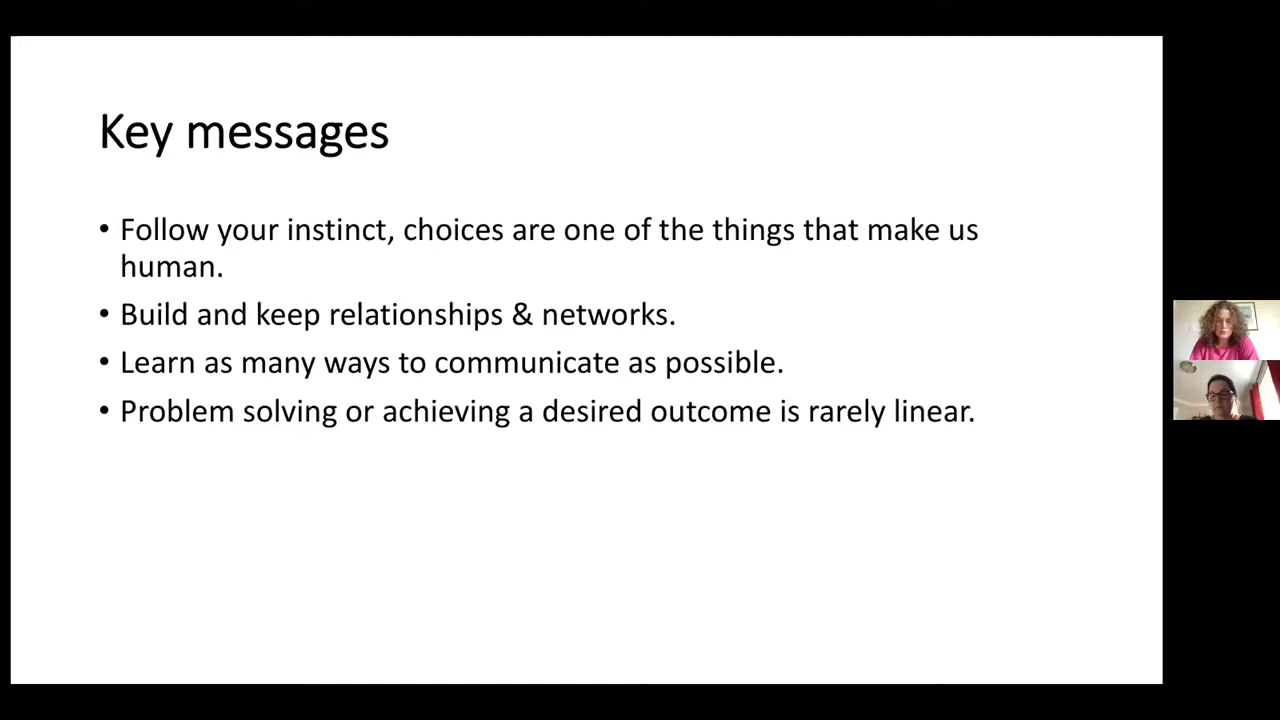 Key messages
• Follow your instinct, choices are one of the things that make us
human.
• Build and keep relationships & networks.
• Learn as many ways to communicate as possible.
• Problem solving or achieving a desired outcome is rarely linear.